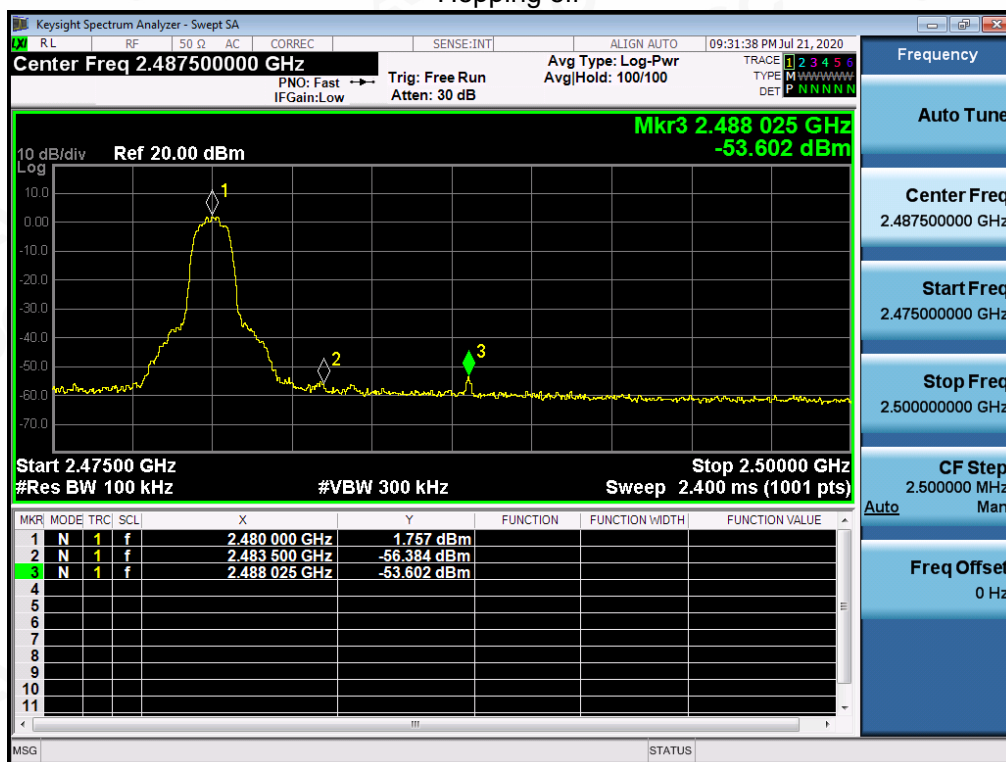 Hopping off
Keysight Spectrum Analyzer - Swept SA
LXI RL RF 50 Ω AC CORREC SENSE:INT ALIGN AUTO 09:31:38 PM Jul 21, 2020
Center Freq 2.487500000 GHz
PNO: Fast
IFGain:Low
Trig: Free Run
Atten: 30 dB
Avg Type: Log-Pwr
Avg|Hold: 100/100
TRACE 1 2 3 4 5 6
TYPE M WWWWW
DET P N N N N N
Mkr3 2.488 025 GHz
-53.602 dBm
10 dB/div Ref 20.00 dBm
Log
10.0
0.00
-10.0
-20.0
-30.0
-40.0
-50.0
-60.0
-70.0
1
2
3
Start 2.47500 GHz Stop 2.50000 GHz
#Res BW 100 kHz #VBW 300 kHz Sweep 2.400 ms (1001 pts)
MKR MODE TRC SCL X Y FUNCTION FUNCTION WIDTH FUNCTION VALUE
1 N 1 f 2.480 000 GHz 1.757 dBm
2 N 1 f 2.483 500 GHz -56.384 dBm
3 N 1 f 2.488 025 GHz -53.602 dBm
4
5
6
7
8
9
10
11
MSG STATUS
Frequency
Auto Tune
Center Freq
2.487500000 GHz
Start Freq
2.475000000 GHz
Stop Freq
2.500000000 GHz
CF Step
2.500000 MHz
Auto Man
Freq Offset
0 Hz